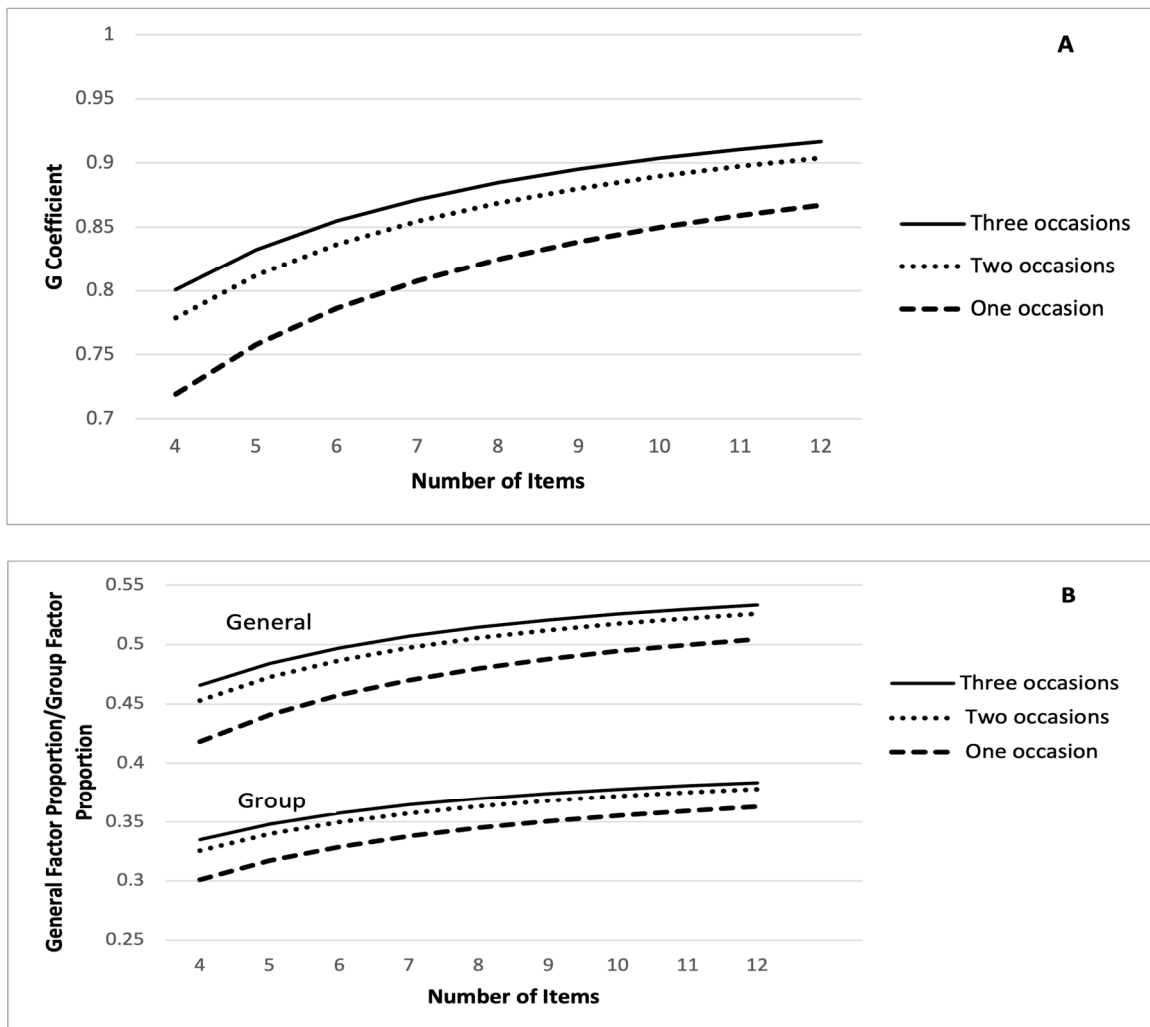 A
1
0.95
0.9
0.85
0.8
0.75
0.7
G Coefficient
4 5 6 7 8 9 10 11 12
Number of Items
Three occasions
Two occasions
One occasion
B
0.55
0.5
0.45
0.4
0.35
0.3
0.25
General Factor Proportion/Group Factor
Proportion
General
Group
4 5 6 7 8 9 10 11 12
Number of Items
Three occasions
Two occasions
One occasion